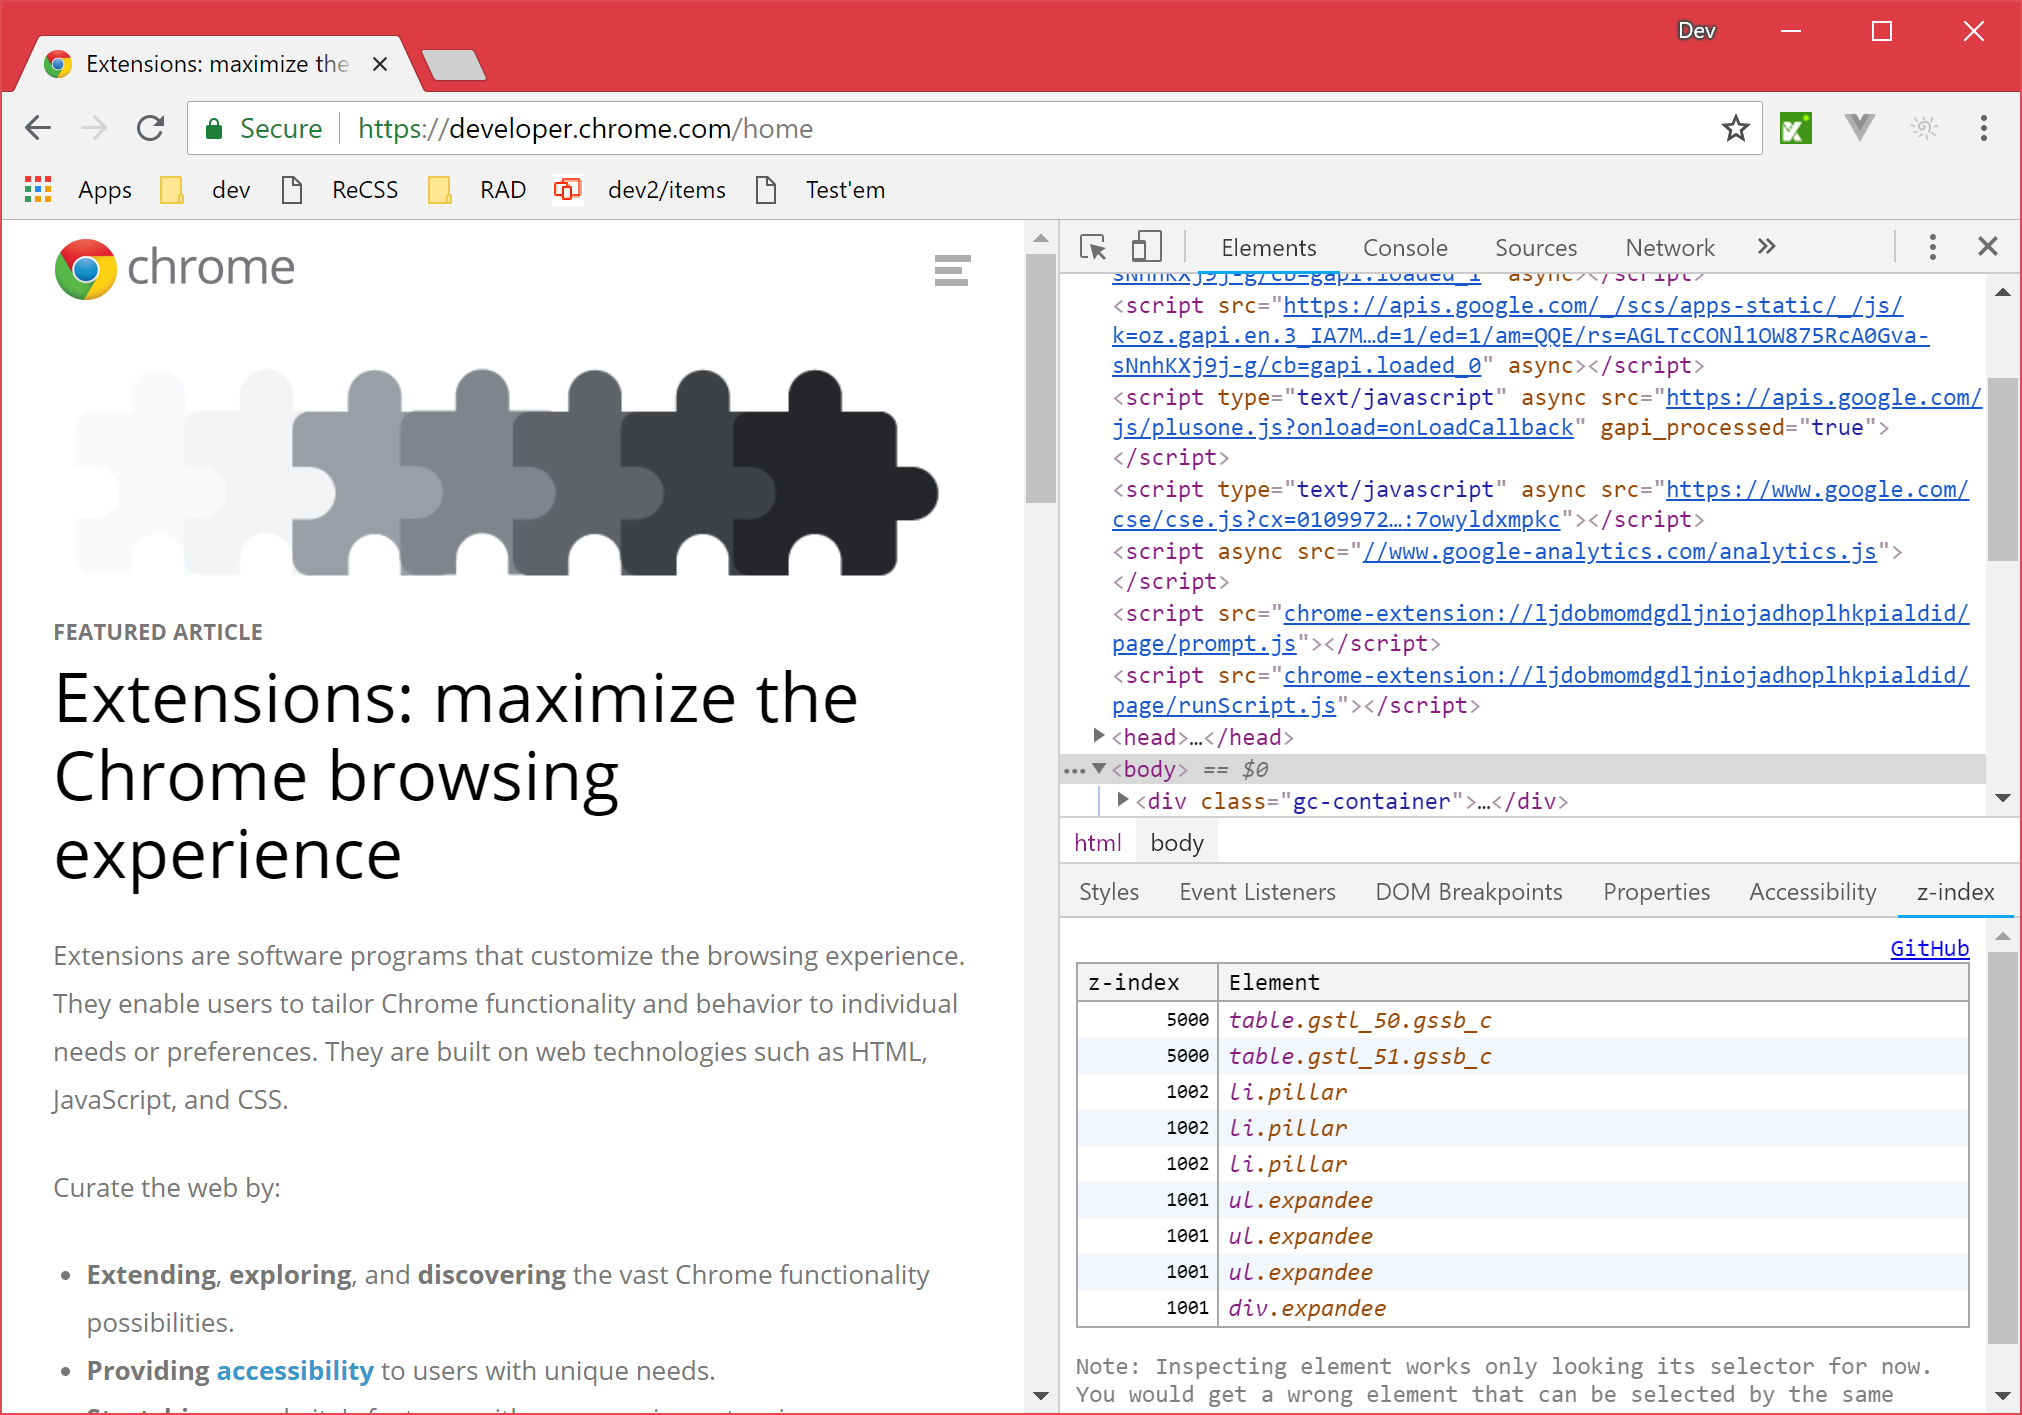 Dev
Extensions: maximize the
Secure https://developer.chrome.com/home
Apps dev ReCSS RAD dev2/items Test'em
chrome
FEATURED ARTICLE
Extensions: maximize the
Chrome browsing
experience
Extensions are software programs that customize the browsing experience.
They enable users to tailor Chrome functionality and behavior to individual
needs or preferences. They are built on web technologies such as HTML,
JavaScript, and CSS.
Curate the web by:
• Extending, exploring, and discovering the vast Chrome functionality
possibilities.
• Providing accessibility to users with unique needs.
Elements Console Sources Network »
sNnhKXj9j-g/cb=gapi.loaded_1" async></script>
<script src="https://apis.google.com/_/scs/apps-static/_/js/
k=oz.gapi.en.3_IA7M…d=1/ed=1/am=QQE/rs=AGLTcCONl1OW875RcA0Gva-
sNnhKXj9j-g/cb=gapi.loaded_0" async></script>
<script type="text/javascript" async src="https://apis.google.com/
js/plusone.js?onload=onLoadCallback" gapi_processed="true">
</script>
<script type="text/javascript" async src="https://www.google.com/
cse/cse.js?cx=0109972…:7owyldxmpkc"></script>
<script async src="//www.google-analytics.com/analytics.js">
</script>
<script src="chrome-extension://ljdobmomdgdljniojadhoplhkpialdid/
page/prompt.js"></script>
<script src="chrome-extension://ljdobmomdgdljniojadhoplhkpialdid/
page/runScript.js"></script>
<head>…</head>
<body> == $0
<div class="gc-container">…</div>
html body
Styles Event Listeners DOM Breakpoints Properties Accessibility z-index
GitHub
z-index Element
5000 table.gstl_50.gssb_c
5000 table.gstl_51.gssb_c
1002 li.pillar
1002 li.pillar
1002 li.pillar
1001 ul.expandee
1001 ul.expandee
1001 ul.expandee
1001 div.expandee
Note: Inspecting element works only looking its selector for now.
You would get a wrong element that can be selected by the same